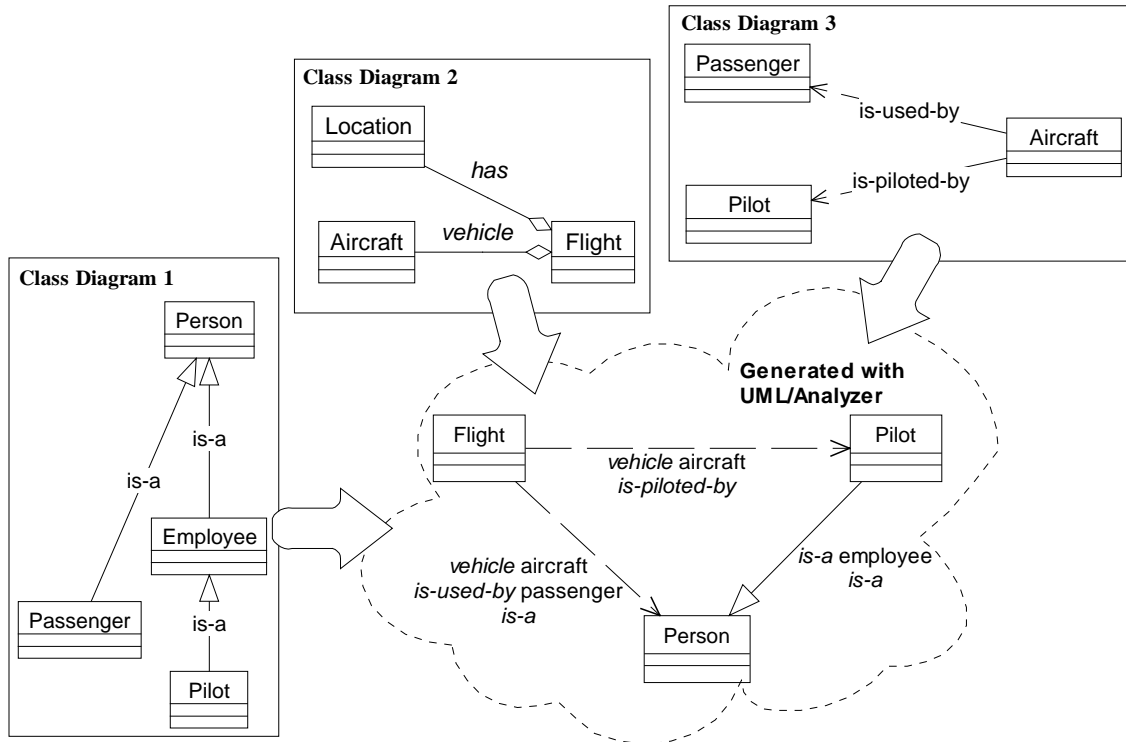 Class Diagram 1
Person
is-a
is-a
Employee
Passenger
is-a
Pilot
Class Diagram 2
Location
has
Aircraft
vehicle
Flight
Class Diagram 3
Passenger
is-used-by
Aircraft
is-piloted-by
Pilot
Generated with
UML/Analyzer
Flight
Pilot
vehicle aircraft
is-piloted-by
vehicle aircraft
is-used-by passenger
is-a
is-a employee
is-a
Person